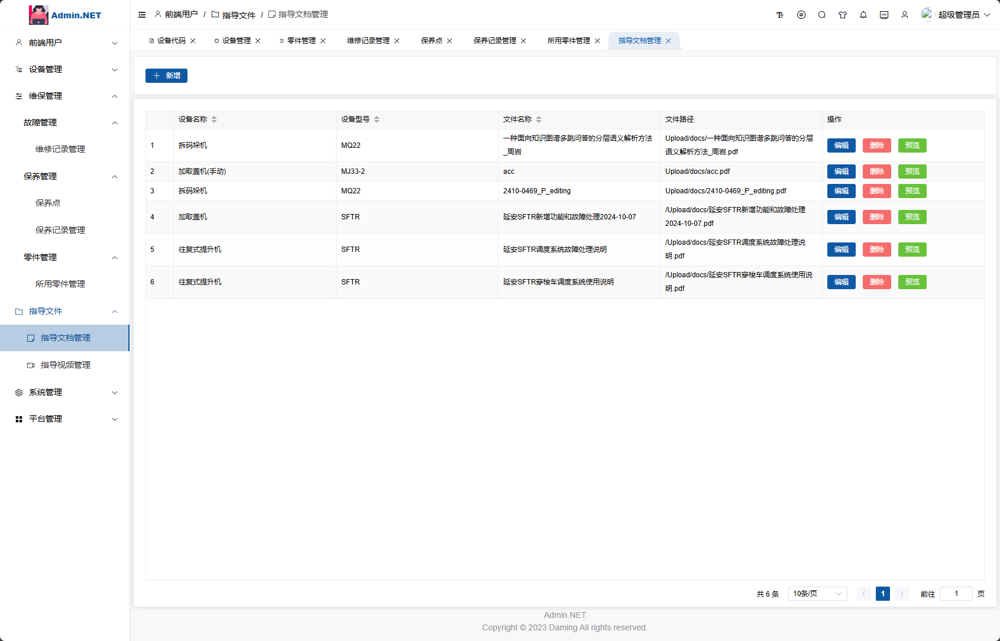 Admin.NET
前端用户 / 指导文件 / 指导文档管理
超级管理员
前端用户
设备管理
维保管理
故障管理
维修记录管理
保养管理
保养点
保养记录管理
零件管理
所用零件管理
指导文件
指导文档管理
指导视频管理
系统管理
平台管理
设备代码 设备管理 零件管理 维修记录管理 保养点 保养记录管理 所用零件管理 指导文档管理
新增
设备名称 设备型号 文件名称 文件路径 操作
1 拆码垛机 MQ22 一种面向知识图谱多跳问答的分层语义解析方法
_周岩
Upload/docs/一种面向知识图谱多跳问答的分层
语义解析方法_周岩.pdf
编辑 删除 预览
2 加取盖机(手动) MJ33-2 acc Upload/docs/acc.pdf 编辑 删除 预览
3 拆码垛机 MQ22 2410-0469_P_editing Upload/docs/2410-0469_P_editing.pdf 编辑 删除 预览
4 加取盖机 SFTR 延安SFTR新增功能和故障处理2024-10-07
/Upload/docs/延安SFTR新增功能和故障处理
2024-10-07.pdf
编辑 删除 预览
5 往复式提升机 SFTR 延安SFTR调度系统故障处理说明
/Upload/docs/延安SFTR调度系统故障处理说
明.pdf
编辑 删除 预览
6 往复式提升机 SFTR 延安SFTR穿梭车调度系统使用说明
/Upload/docs/延安SFTR穿梭车调度系统使用说
明.pdf
编辑 删除 预览
共 6 条 10条/页 1 前往 1 页
Admin.NET
Copyright © 2023 Daming All rights reserved.